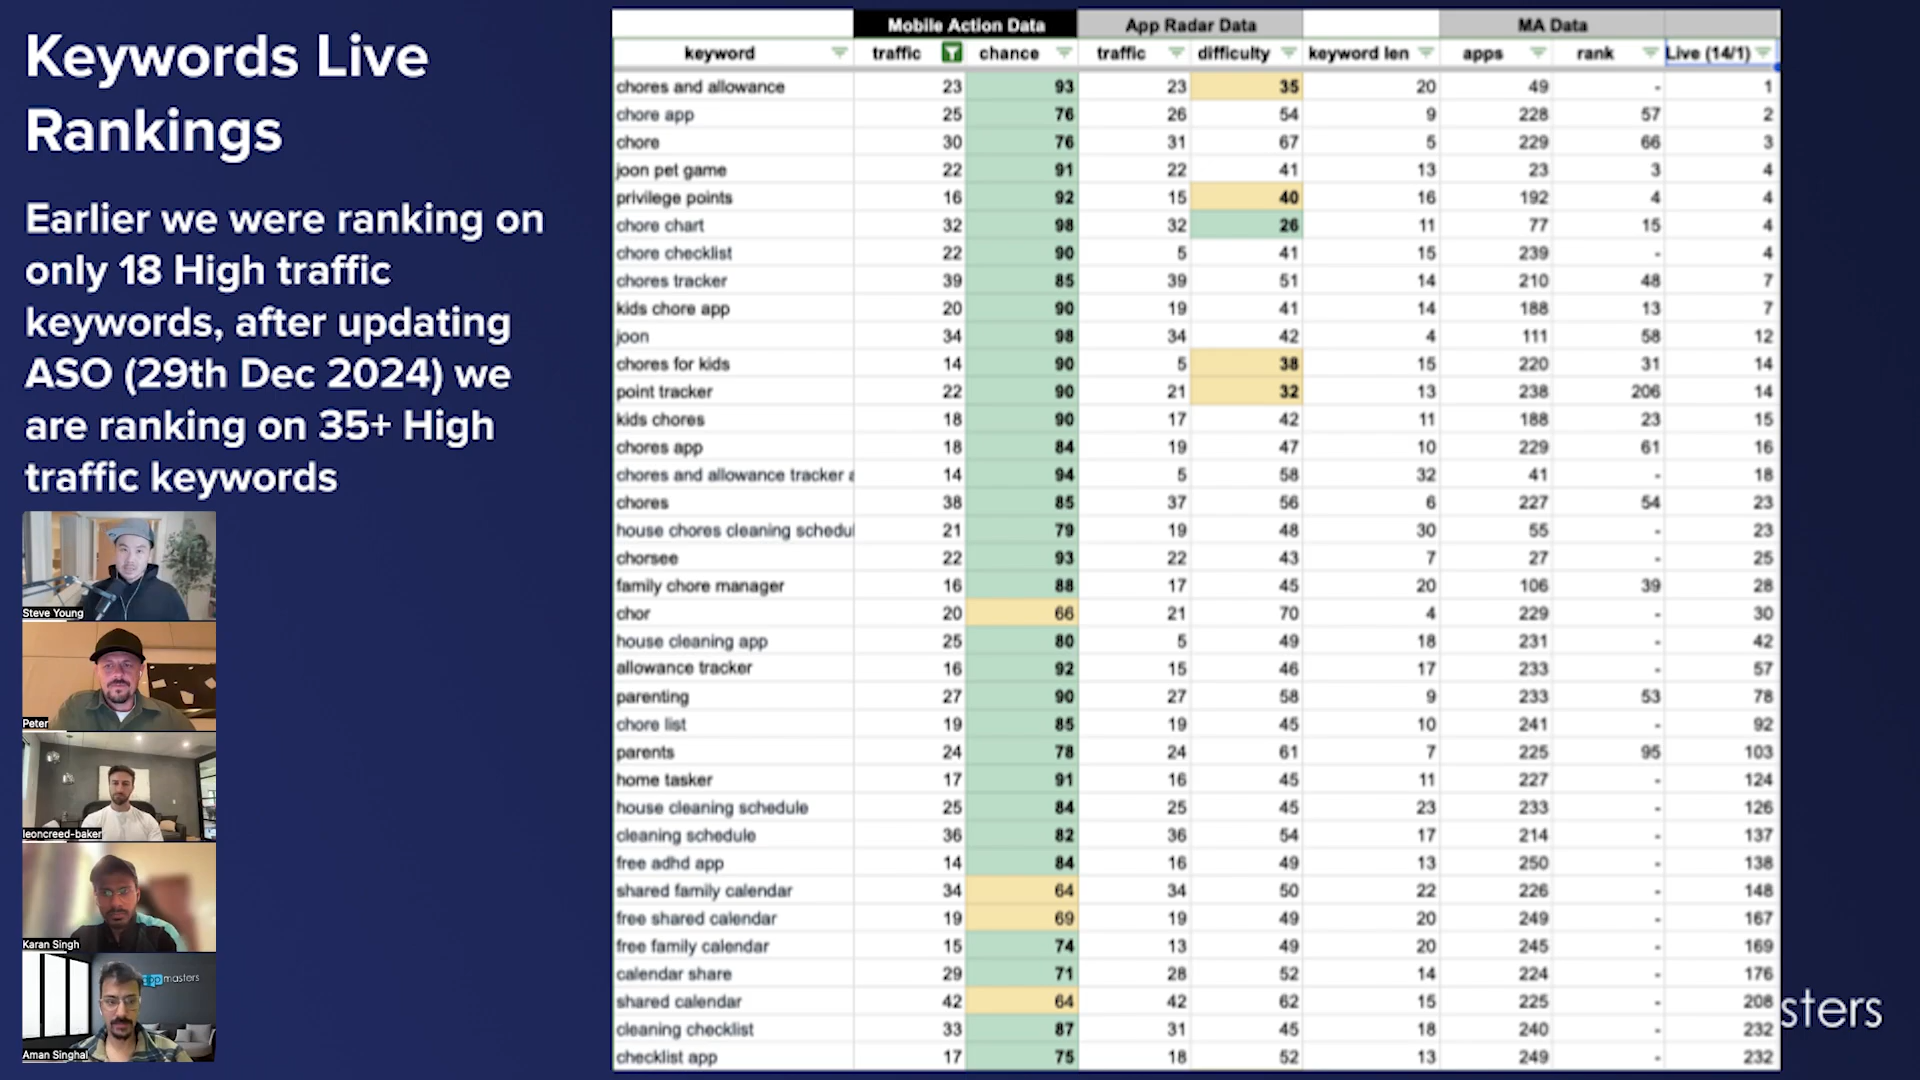 Keywords Live
Rankings
Earlier we were ranking on
only 18 High traffic
keywords, after updating
ASO (29th Dec 2024) we
are ranking on 35+ High
traffic keywords
Steve Young
Peter
leoncreed-baker
Karan Singh
masters
Aman Singhal
Mobile Action Data App Radar Data MA Data
keyword traffic chance traffic difficulty keyword len apps rank Live (14/1)
chores and allowance 23 93 23 35 20 49 - 1
chore app 25 76 26 54 9 228 57 2
chore 30 76 31 67 5 229 66 3
joon pet game 22 91 22 41 13 23 3 4
privilege points 16 92 15 40 16 192 4 4
chore chart 32 98 32 26 11 77 15 4
chore checklist 22 90 5 41 15 239 - 4
chores tracker 39 85 39 51 14 210 48 7
kids chore app 20 90 19 41 14 188 13 7
joon 34 98 34 42 4 111 58 12
chores for kids 14 90 5 38 15 220 31 14
point tracker 22 90 21 32 13 238 206 14
kids chores 18 90 17 42 11 188 23 15
chores app 18 84 19 47 10 229 61 16
chores and allowance tracker a 14 94 5 58 32 41 - 18
chores 38 85 37 56 6 227 54 23
house chores cleaning schedul 21 79 19 48 30 55 - 23
chorsee 22 93 22 43 7 27 - 25
family chore manager 16 88 17 45 20 106 39 28
chor 20 66 21 70 4 229 - 30
house cleaning app 25 80 5 49 18 231 - 42
allowance tracker 16 92 15 46 17 233 - 57
parenting 27 90 27 58 9 233 53 78
chore list 19 85 19 45 10 241 - 92
parents 24 78 24 61 7 225 95 103
home tasker 17 91 16 45 11 227 - 124
house cleaning schedule 25 84 25 45 23 233 - 126
cleaning schedule 36 82 36 54 17 214 - 137
free adhd app 14 84 16 49 13 250 - 138
shared family calendar 34 64 34 50 22 226 - 148
free shared calendar 19 69 19 49 20 249 - 167
free family calendar 15 74 13 49 20 245 - 169
calendar share 29 71 28 52 14 224 - 176
shared calendar 42 64 42 62 15 225 - 208
cleaning checklist 33 87 31 45 18 240 - 232
checklist app 17 75 18 52 13 249 - 232
sters